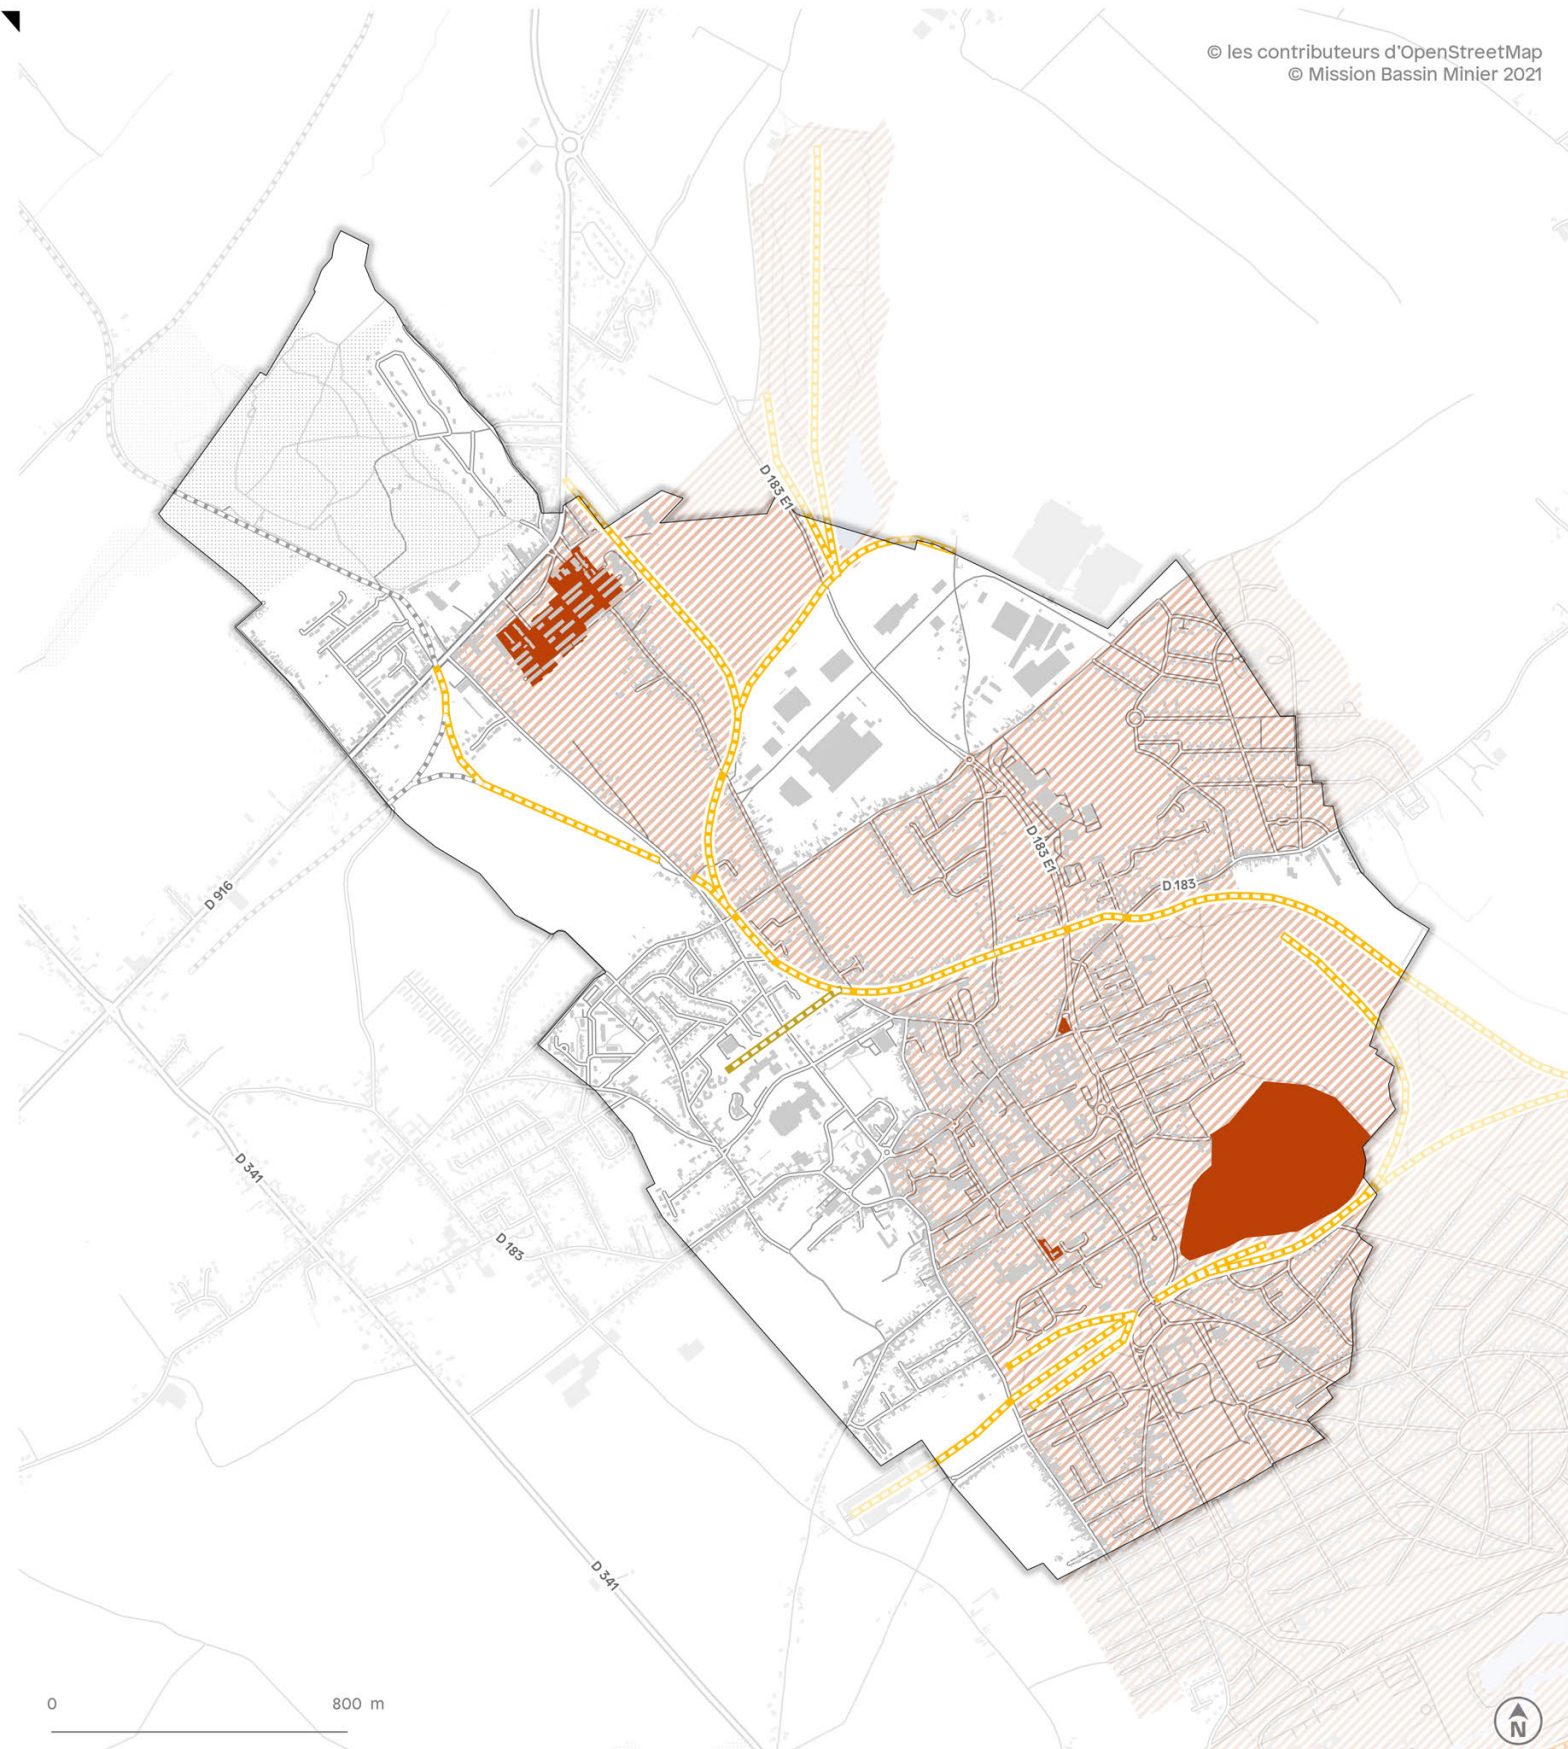 © les contributeurs d'OpenStreetMap
© Mission Bassin Minier 2021
D 183 E1
D 183 E1
D 183
D 916
D 341
D 183
D 341
0 800 m
N